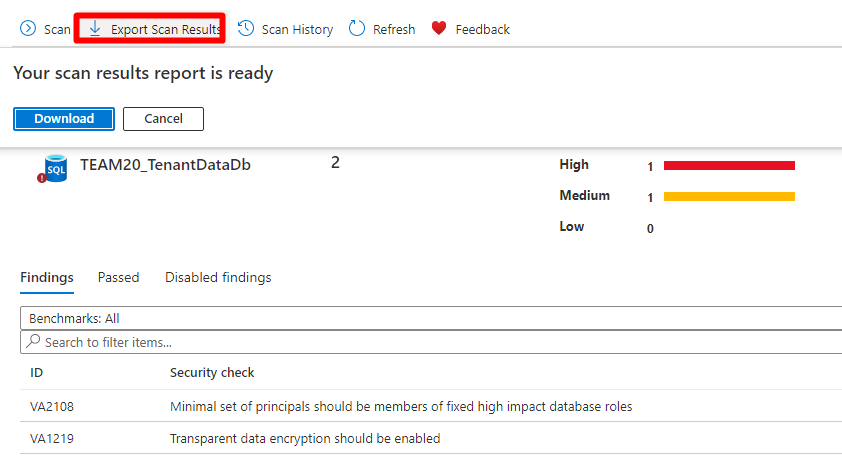 Scan Export Scan Results Scan History Refresh Feedback
Your scan results report is ready
Download Cancel
SQL TEAM20_TenantDataDb 2 High 1
Medium 1
Low 0
Findings Passed Disabled findings
Benchmarks: All
Search to filter items...
ID Security check
VA2108 Minimal set of principals should be members of fixed high impact database roles
VA1219 Transparent data encryption should be enabled